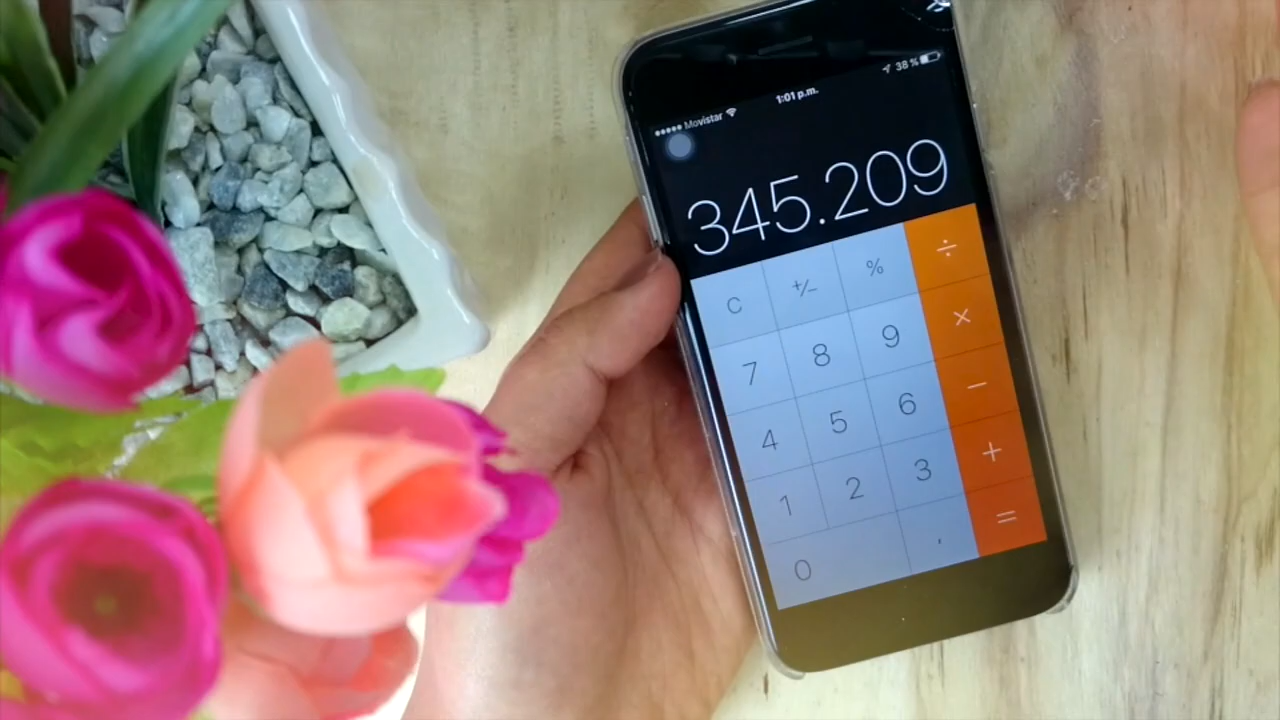 ●●●●● Movistar 1:01 p.m. 38 %
345.209
C +/− % ÷
7 8 9 ×
4 5 6 −
1 2 3 +
0 , =